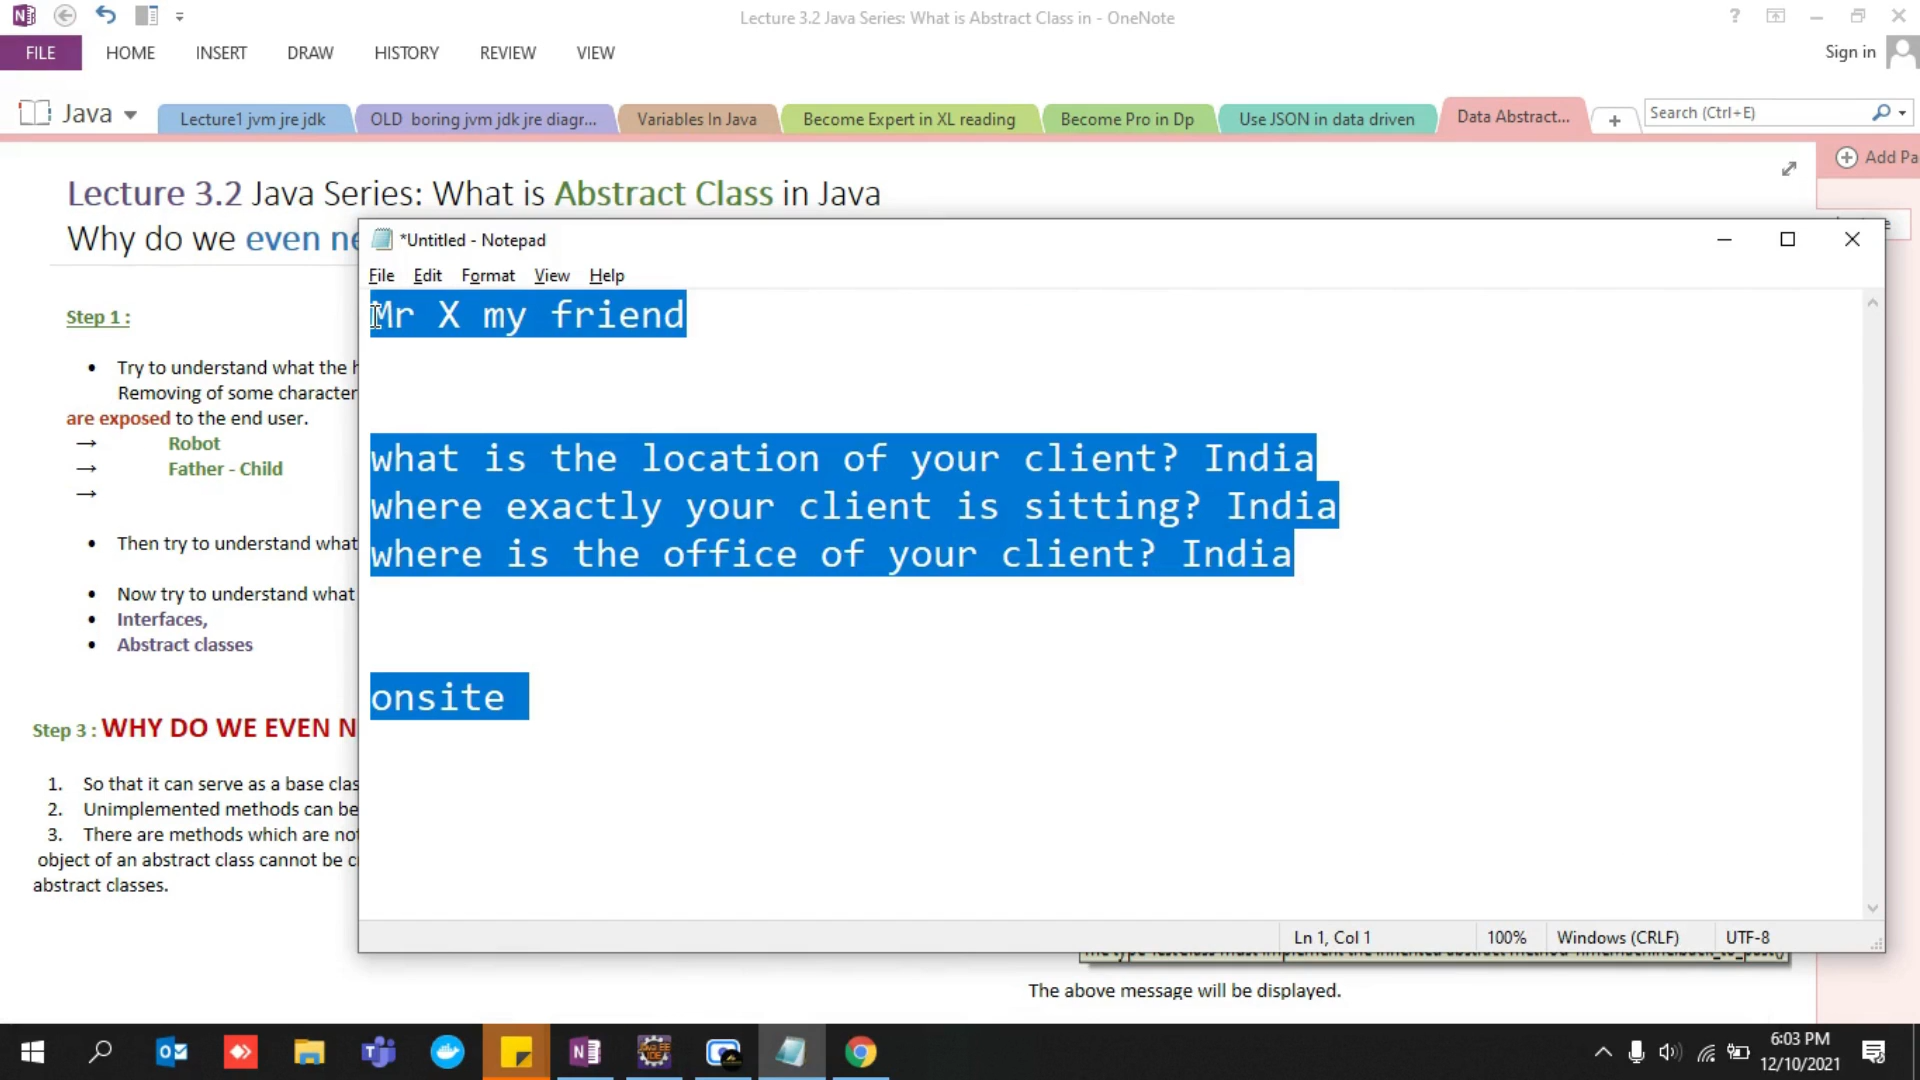 Lecture 3.2 Java Series: What is Abstract Class in - OneNote
?
FILE HOME INSERT DRAW HISTORY REVIEW VIEW
Sign in
Java
Lecture1 jvm jre jdk
OLD boring jvm jdk jre diagr...
Variables In Java
Become Expert in XL reading
Become Pro in Dp
Use JSON in data driven
Data Abstract...
+
Search (Ctrl+E)
Add Pa
Lecture 3.2 Java Series: What is Abstract Class in Java
Why do we even ne
Step 1 :
• Try to understand what the h
Removing of some character
are exposed to the end user.
→ Robot
→ Father - Child
→
• Then try to understand what
• Now try to understand what
• Interfaces,
• Abstract classes
Step 3 : WHY DO WE EVEN N
1. So that it can serve as a base clas
2. Unimplemented methods can be
3. There are methods which are not
object of an abstract class cannot be c
abstract classes.
*Untitled - Notepad
File Edit Format View Help
Mr X my friend
what is the location of your client? India
where exactly your client is sitting? India
where is the office of your client? India
onsite
Ln 1, Col 1 100% Windows (CRLF) UTF-8
The above message will be displayed.
6:03 PM
12/10/2021